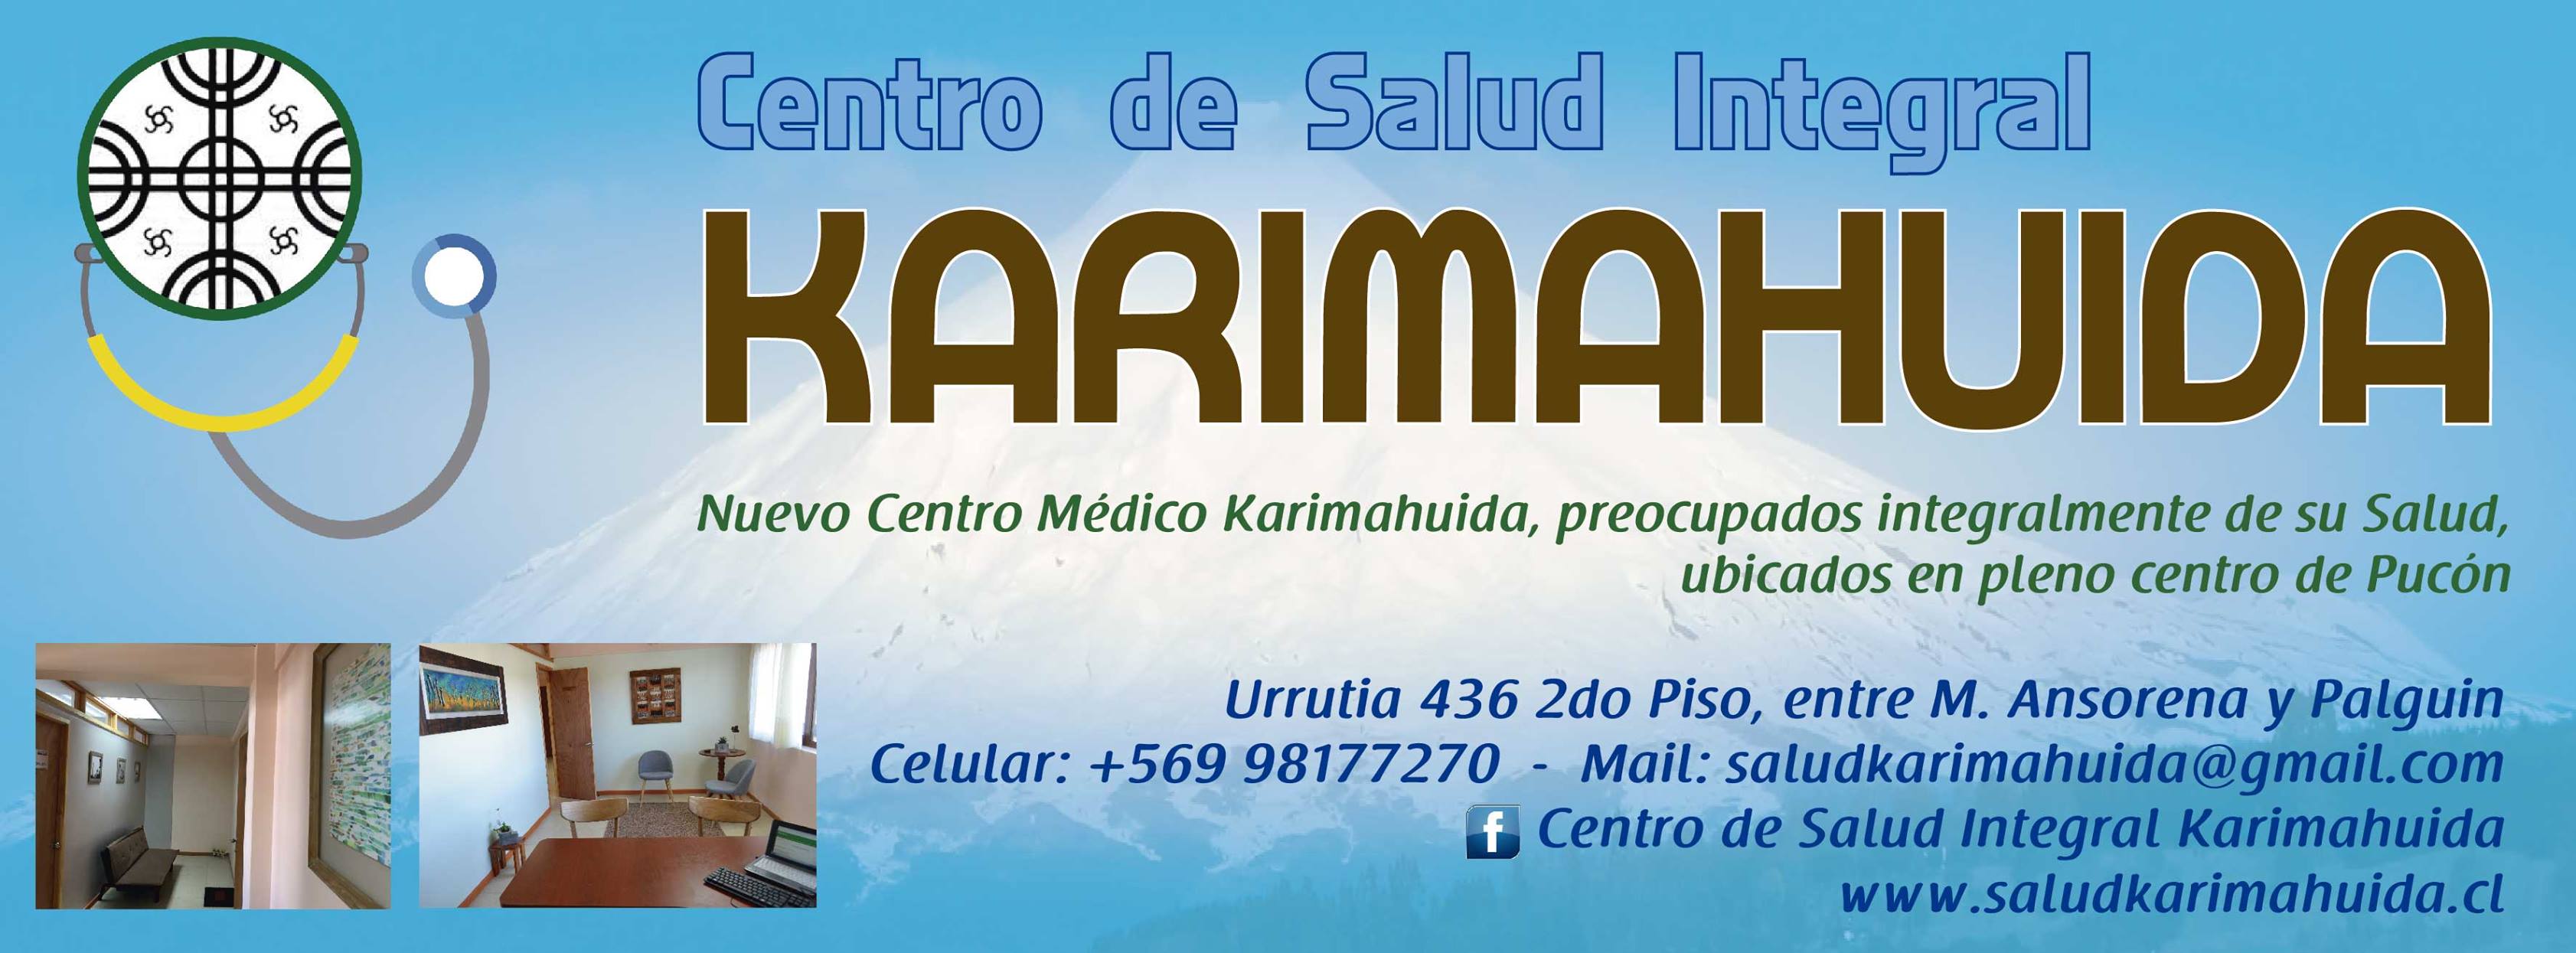 Centro de Salud Integral
KARIMAHUIDA
Nuevo Centro Médico Karimahuida, preocupados integralmente de su Salud,
ubicados en pleno centro de Pucón
Urrutia 436 2do Piso, entre M. Ansorena y Palguin
Celular: +569 98177270 - Mail: saludkarimahuida@gmail.com
f Centro de Salud Integral Karimahuida
www.saludkarimahuida.cl